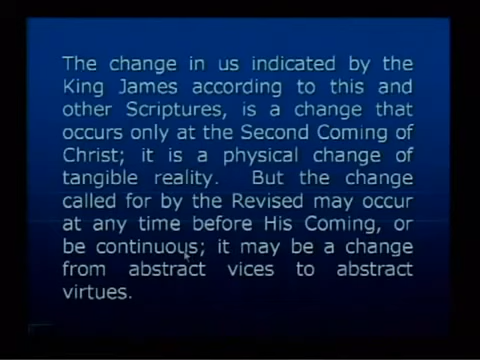 The change in us indicated by the
King James according to this and
other Scriptures, is a change that
occurs only at the Second Coming of
Christ; it is a physical change of
tangible reality. But the change
called for by the Revised may occur
at any time before His Coming, or
be continuous; it may be a change
from abstract vices to abstract
virtues.